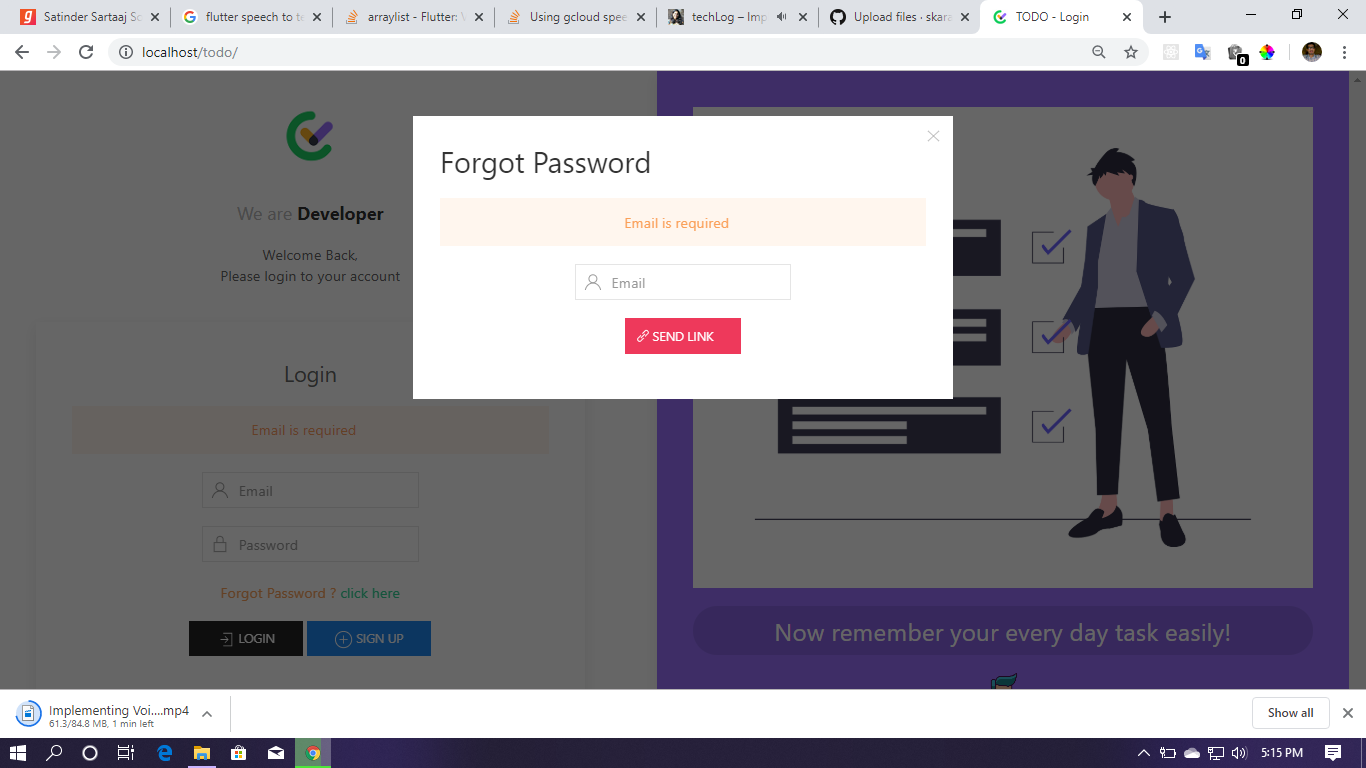 Satinder Sartaaj So
flutter speech to te
arraylist - Flutter: V
Using gcloud spee
techLog – Imp
Upload files · skara
TODO - Login
localhost/todo/
0
We are Developer
Welcome Back,
Please login to your account
Login
Email is required
Email
Password
Forgot Password ? click here
LOGIN
SIGN UP
Forgot Password
Email is required
Email
SEND LINK
Now remember your every day task easily!
Implementing Voi....mp4
61.3/84.8 MB, 1 min left
Show all
5:15 PM